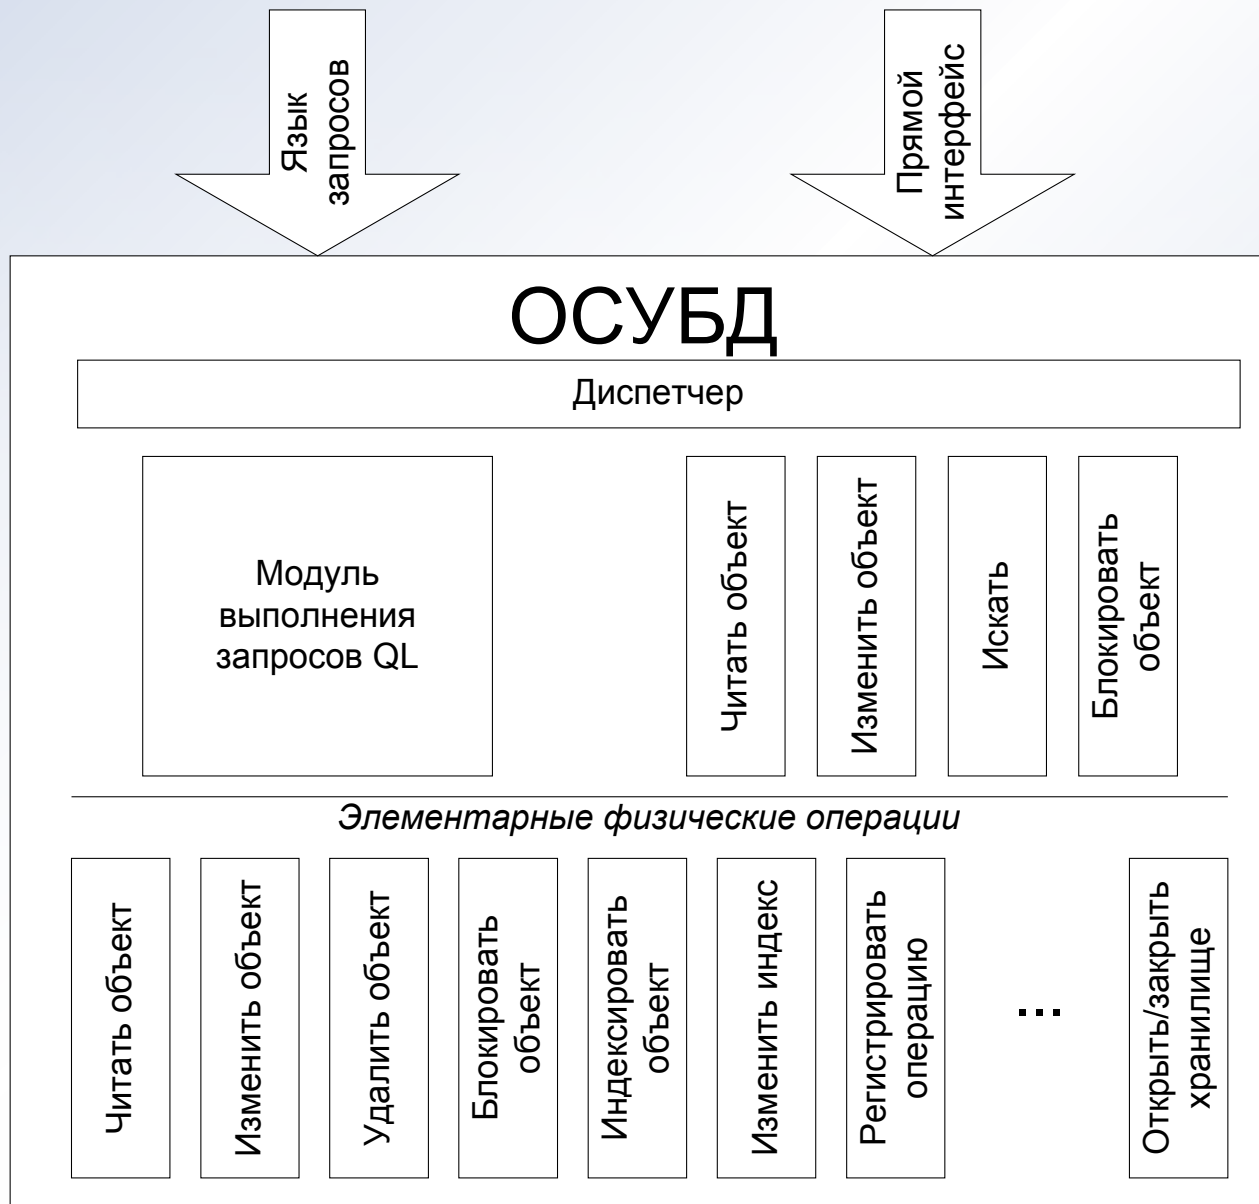 Язык
запросов
Прямой
интерфейс
ОСУБД
Диспетчер
Модуль
выполнения
запросов QL
Читать объект
Изменить объект
Искать
Блокировать
объект
Элементарные физические операции
Читать объект
Изменить объект
Удалить объект
Блокировать
объект
Индексировать
объект
Изменить индекс
Регистрировать
операцию
...
Открыть/закрыть
хранилище